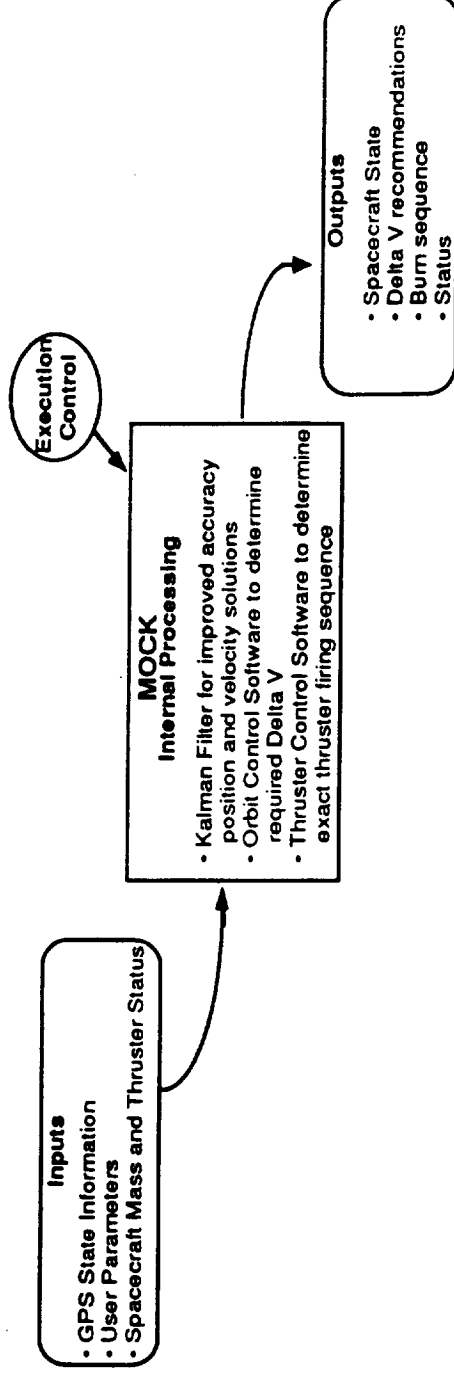 Inputs
• GPS State Information
• User Parameters
• Spacecraft Mass and Thruster Status
Execution
Control
MOCK
Internal Processing
• Kalman Filter for improved accuracy
position and velocity solutions
• Orbit Control Software to determine
required Delta V
• Thruster Control Software to determine
exact thruster firing sequence
Outputs
• Spacecraft State
• Delta V recommendations
• Burn sequence
• Status